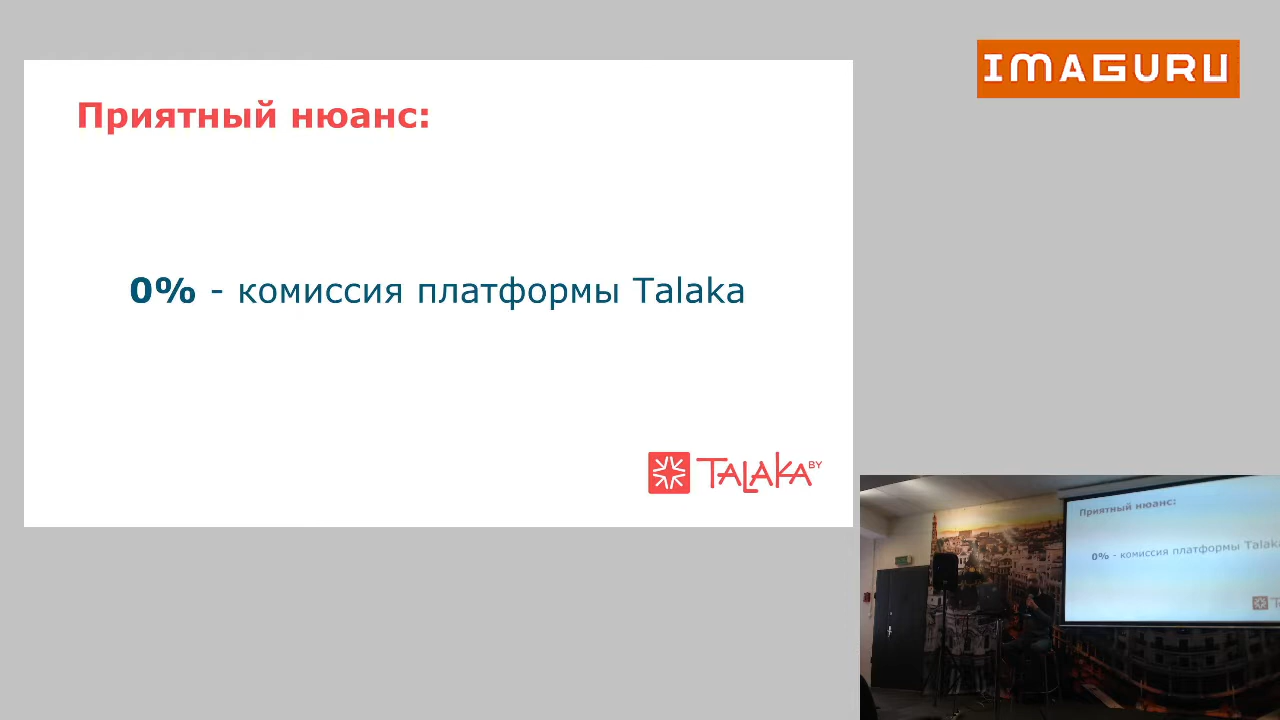 IMAGURU
Приятный нюанс:
0% - комиссия платформы Talaka
TALAKA BY
Приятный нюанс:
0% - комиссия платформы Talaka